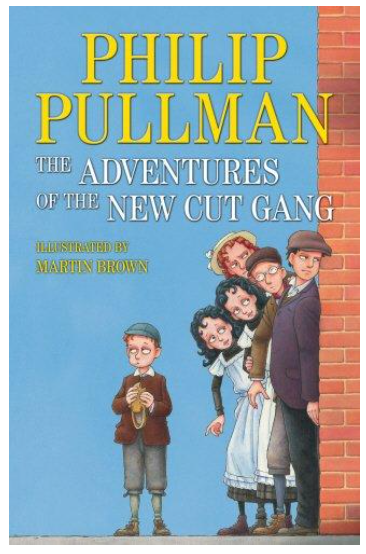 PHILIP
PULLMAN
THE ADVENTURES
OF THE NEW CUT GANG
ILLUSTRATED BY
MARTIN BROWN